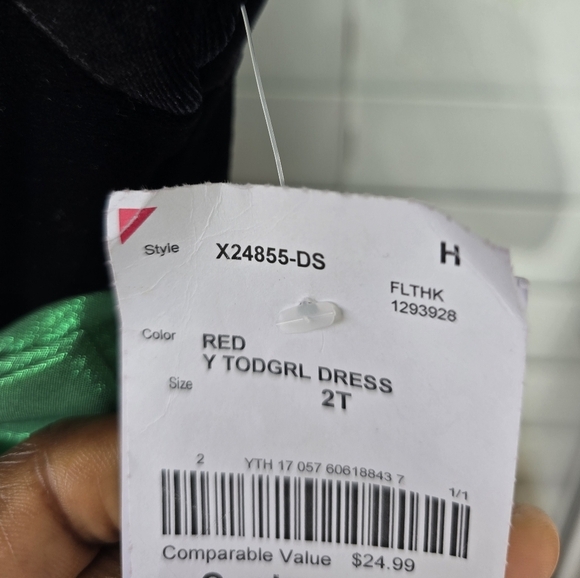 Style X24855-DS H
FLTHK
1293928
Color RED
Y TODGRL DRESS
Size 2T
2 YTH 17 057 60618843 7 1/1
Comparable Value $24.99